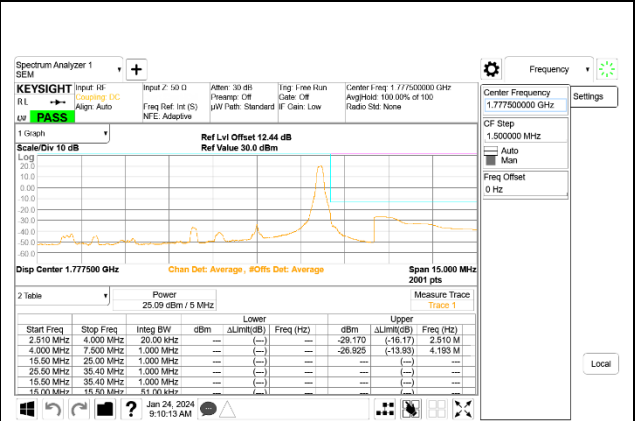 Spectrum Analyzer 1
SEM
Frequency
KEYSIGHT
Input: RF
Coupling: DC
Align: Auto
Input Z: 50 Ω
Freq Ref: Int (S)
NFE: Adaptive
Atten: 30 dB
Preamp: Off
µW Path: Standard
Trig: Free Run
Gate: Off
IF Gain: Low
Center Freq: 1.777500000 GHz
Avg|Hold: 100.00% of 100
Radio Std: None
RL
PASS
Center Frequency
1.777500000 GHz
Settings
CF Step
1.500000 MHz
Auto
Man
Freq Offset
0 Hz
1 Graph
Scale/Div 10 dB
Ref Lvl Offset 12.44 dB
Ref Value 30.0 dBm
Log
20.0
10.0
0.00
-10.0
-20.0
-30.0
-40.0
-50.0
-60.0
Disp Center 1.777500 GHz
Chan Det: Average, #Offs Det: Average
Span 15.000 MHz
2001 pts
2 Table
Power
25.09 dBm / 5 MHz
Measure Trace
Trace 1
Lower Upper
Start Freq Stop Freq Integ BW dBm ΔLimit(dB) Freq (Hz) dBm ΔLimit(dB) Freq (Hz)
2.510 MHz 4.000 MHz 20.00 kHz --- (---) --- -29.170 (-16.17) 2.510 M
4.000 MHz 7.500 MHz 1.000 MHz --- (---) --- -26.925 (-13.93) 4.193 M
15.50 MHz 25.00 MHz 1.000 MHz --- (---) --- --- (---) ---
25.50 MHz 35.40 MHz 1.000 MHz --- (---) --- --- (---) ---
15.50 MHz 35.40 MHz 1.000 MHz --- (---) --- --- (---) ---
15.00 MHz 15.50 MHz 51.00 kHz --- (---) --- --- (---) ---
Local
?
Jan 24, 2024
9:10:13 AM